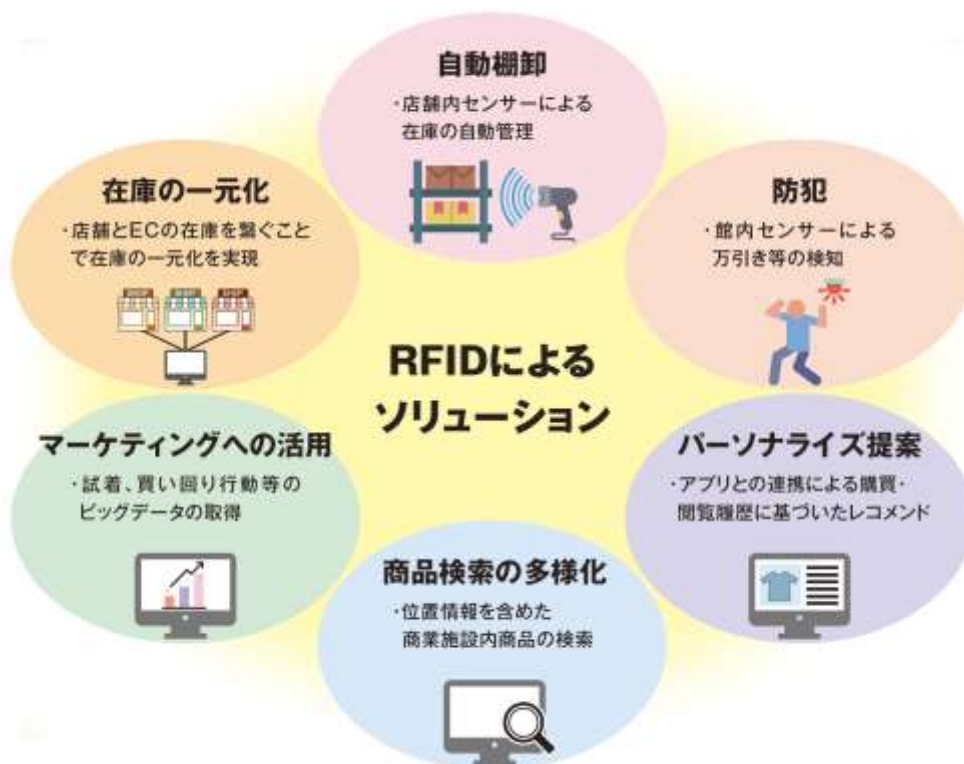 自動棚卸
・店舗内センサーによる
在庫の自動管理
在庫の一元化
・店舗とECの在庫を繋ぐこと
で在庫の一元化を実現
SHOP SHOP SHOP
防犯
・館内センサーによる
万引き等の検知
RFIDによる
ソリューション
マーケティングへの活用
・試着、買い回り行動等の
ビッグデータの取得
パーソナライズ提案
・アプリとの連携による購買・
閲覧履歴に基づいたレコメンド
商品検索の多様化
・位置情報を含めた
商業施設内商品の検索